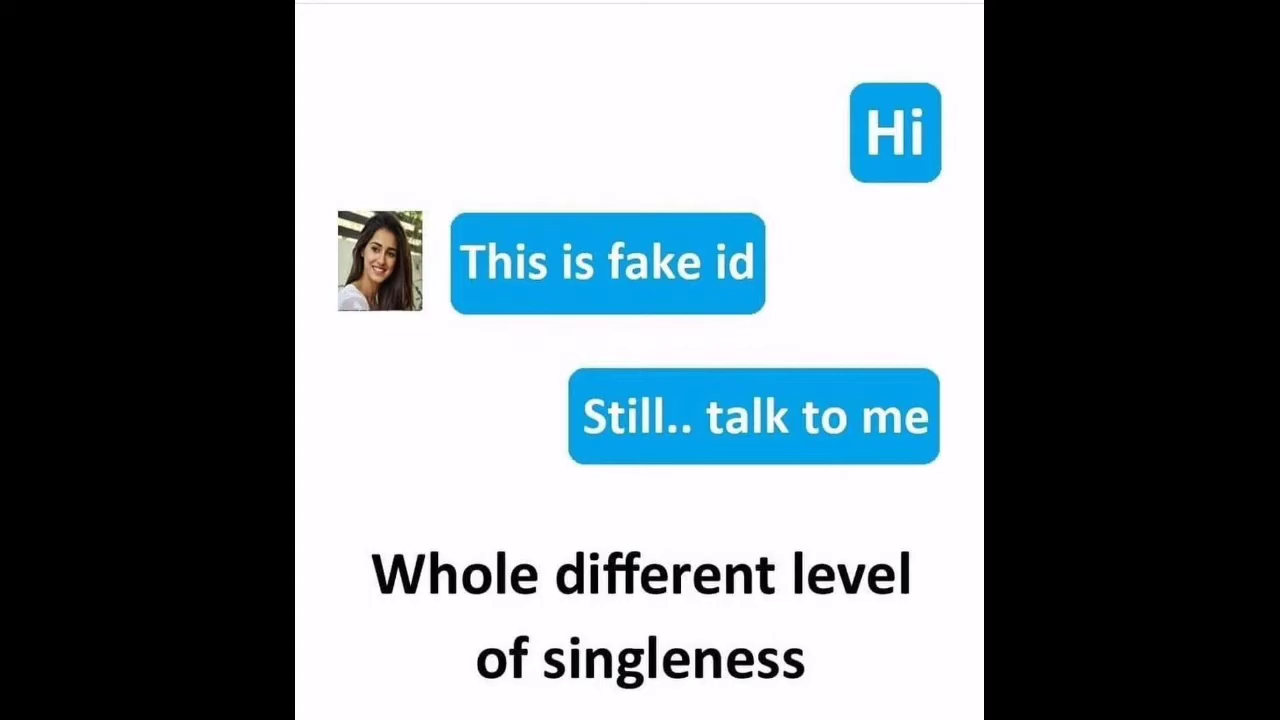 Hi
This is fake id
Still.. talk to me
Whole different level
of singleness